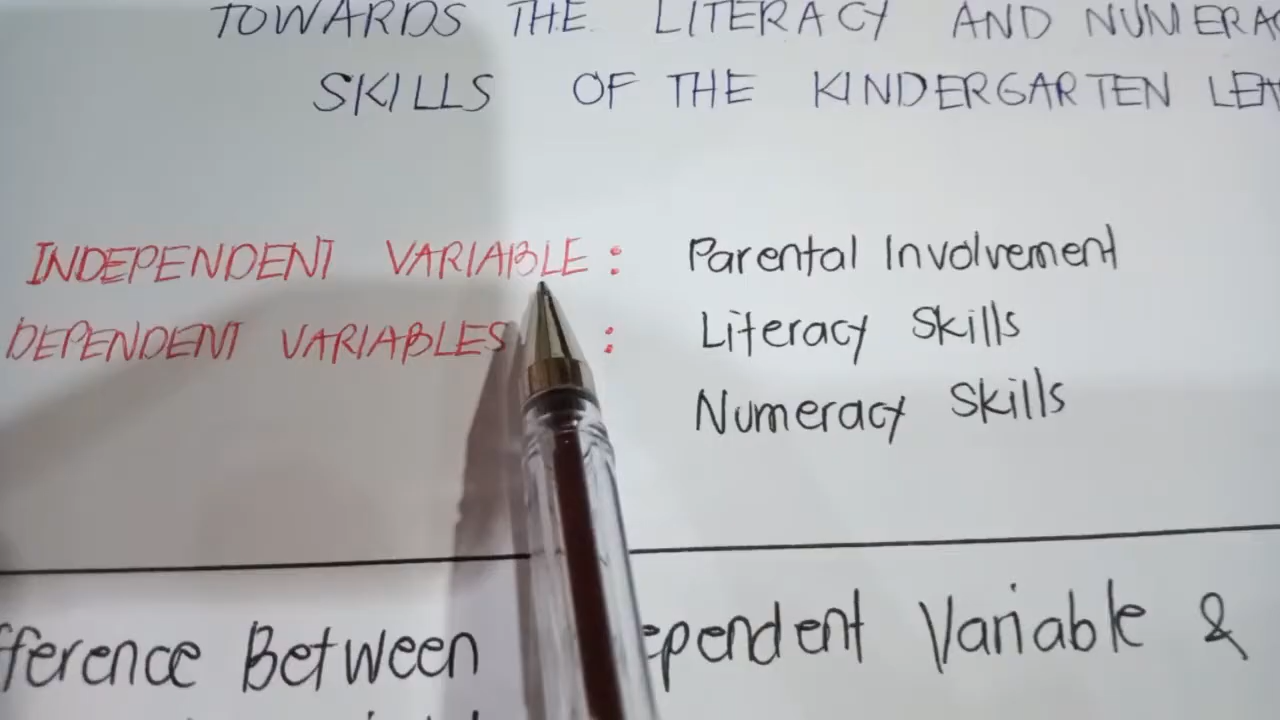 TOWARDS THE LITERACY AND
SKILLS OF THE KINDERGARTEN
INDEPENDENT VARIABLE : Parental Involvement
DEPENDENT VARIABLES : Literacy Skills
Numeracy Skills
Between Variable &